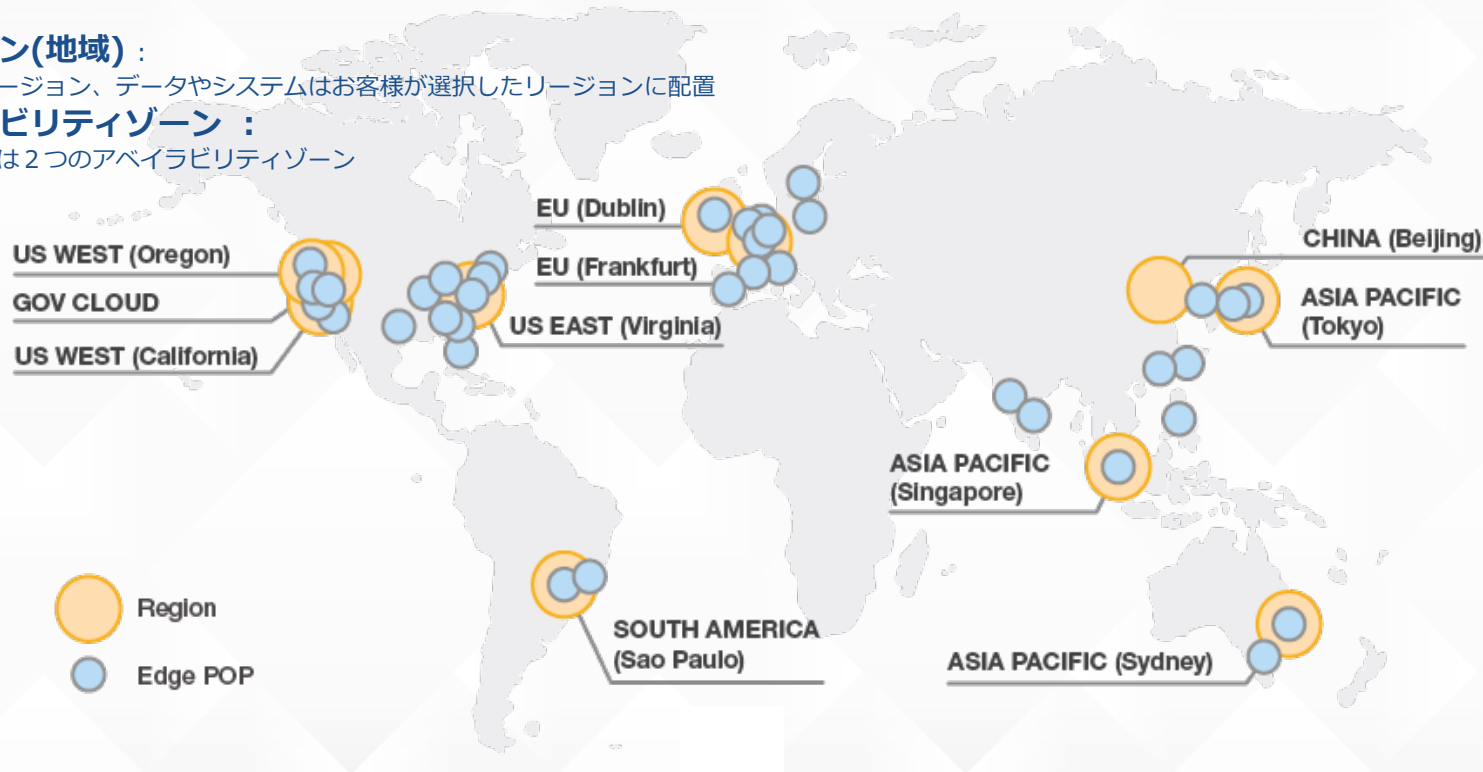 ン(地域) :
ージョン、データやシステムはお客様が選択したリージョンに配置
ビリティゾーン :
は２つのアベイラビリティゾーン
EU (Dublin)
US WEST (Oregon)
CHINA (Beijing)
EU (Frankfurt)
GOV CLOUD
ASIA PACIFIC
(Tokyo)
US EAST (Virginia)
US WEST (California)
ASIA PACIFIC
(Singapore)
Region
SOUTH AMERICA
(Sao Paulo)
ASIA PACIFIC (Sydney)
Edge POP